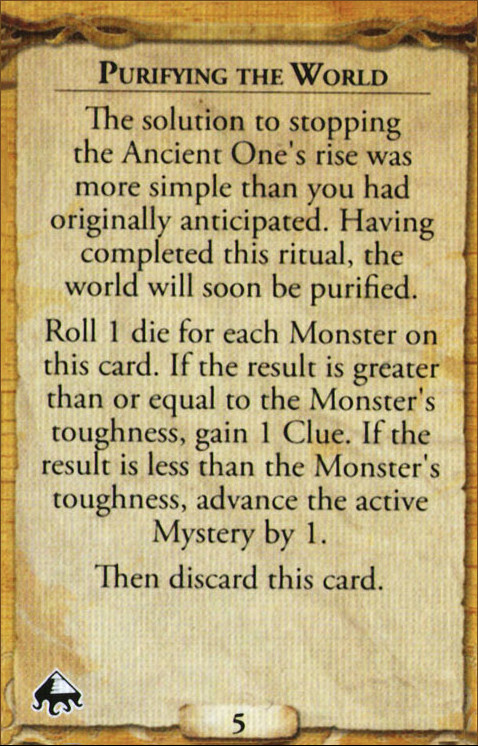 PURIFYING THE WORLD
The solution to stopping
the Ancient One's rise was
more simple than you had
originally anticipated. Having
completed this ritual, the
world will soon be purified.
Roll 1 die for each Monster on
this card. If the result is greater
than or equal to the Monster's
toughness, gain 1 Clue. If the
result is less than the Monster's
toughness, advance the active
Mystery by 1.
Then discard this card.
5